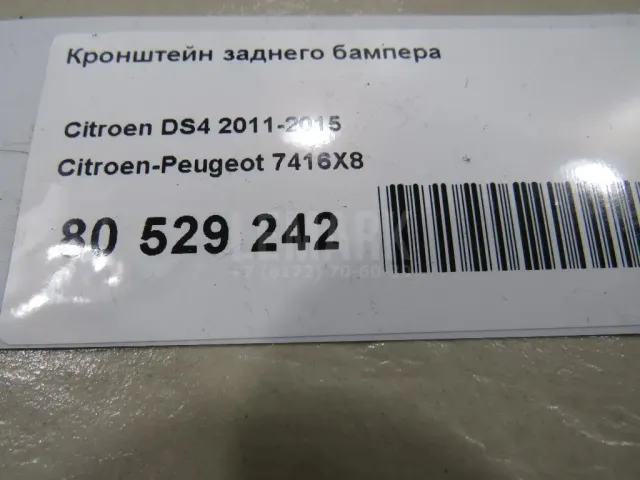 Кронштейн заднего бампера
Citroen DS4 2011-2015
Citroen-Peugeot 7416X8
80 529 242